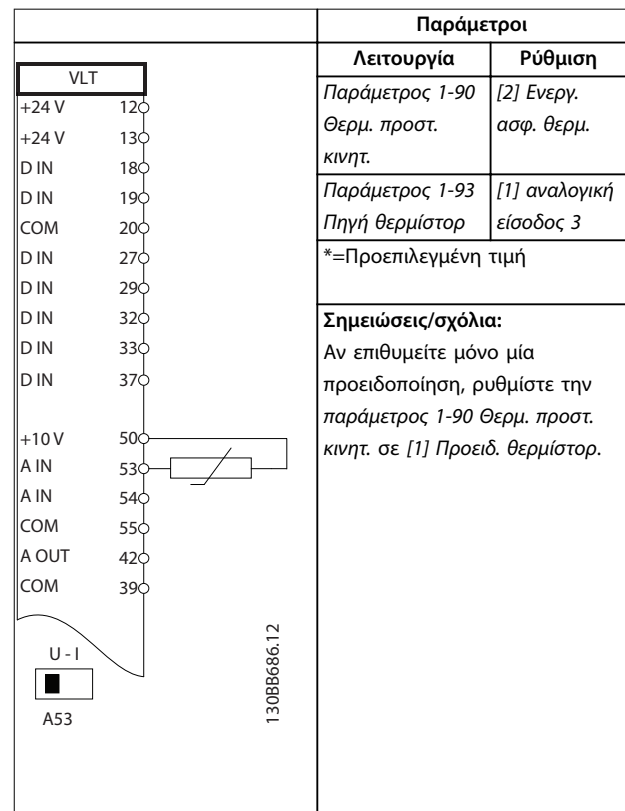 Παράμετροι
Λειτουργία Ρύθμιση
Παράμετρος 1-90 [2] Ενεργ.
Θερμ. προστ. ασφ. θερμ.
κινητ.
Παράμετρος 1-93 [1] αναλογική
Πηγή θερμίστορ είσοδος 3
*=Προεπιλεγμένη τιμή
Σημειώσεις/σχόλια:
Αν επιθυμείτε μόνο μία
προειδοποίηση, ρυθμίστε την
παράμετρος 1-90 Θερμ. προστ.
κινητ. σε [1] Προειδ. θερμίστορ.
VLT
+24 V 12
+24 V 13
D IN 18
D IN 19
COM 20
D IN 27
D IN 29
D IN 32
D IN 33
D IN 37
+10 V 50
A IN 53
A IN 54
COM 55
A OUT 42
COM 39
U - I
A53
130BB686.12